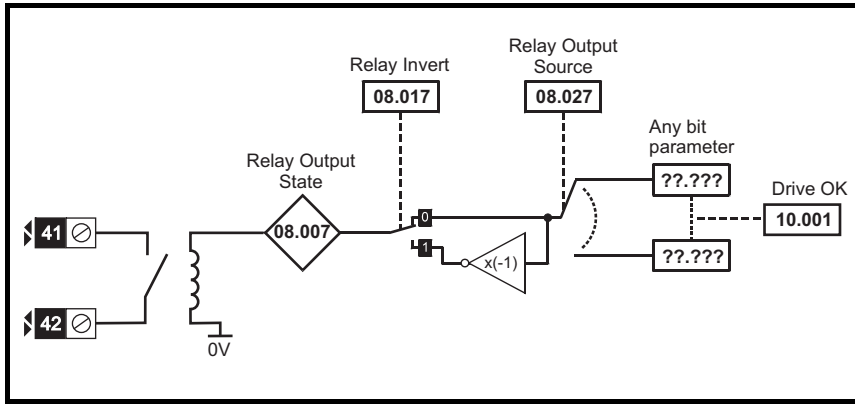 Relay Output
Source
Relay Invert
08.017
08.027
Any bit
parameter
Relay Output
State
??.???
Drive OK
0
41
08.007
10.001
1
x(-1)
??.???
42
0V